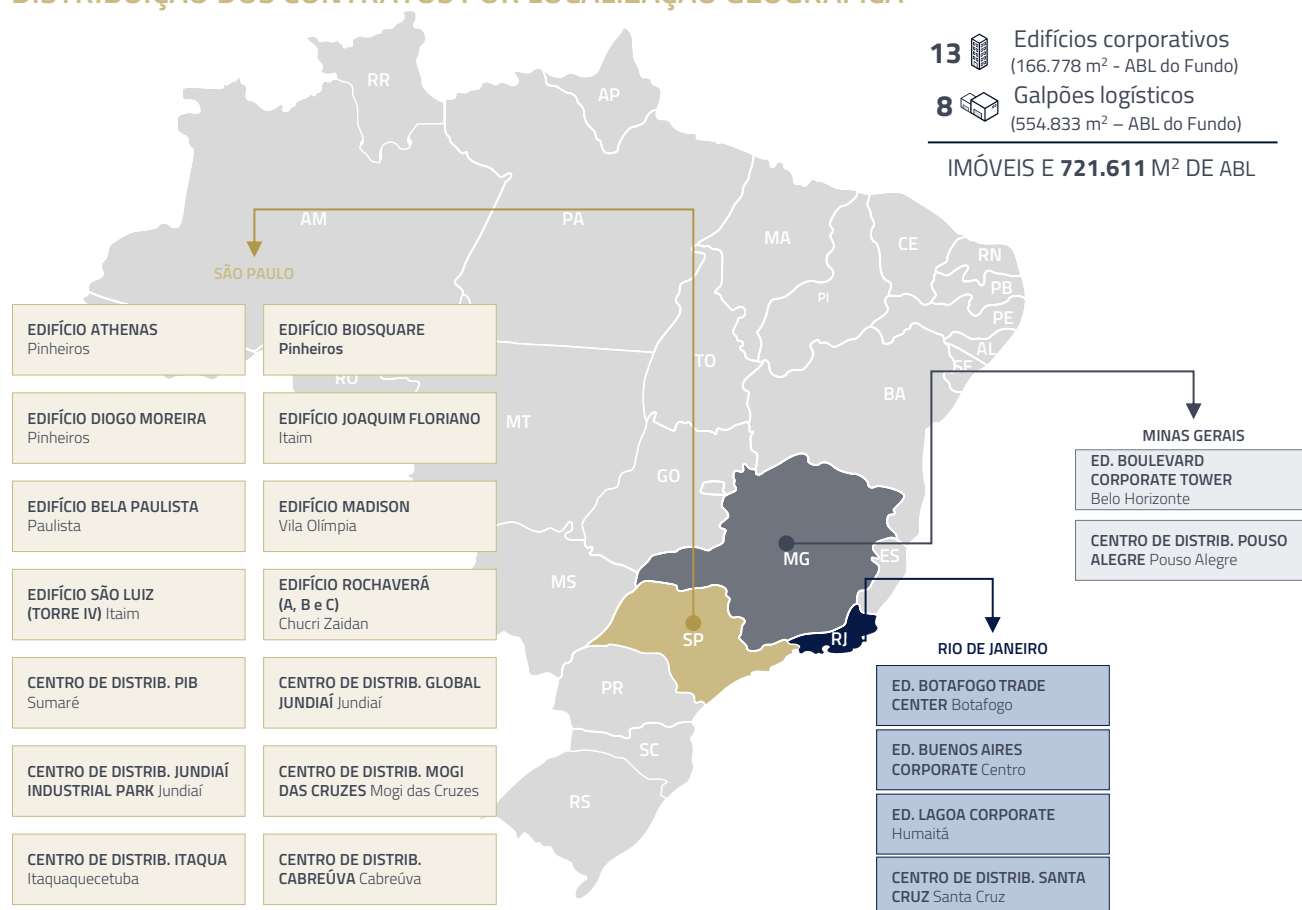 DISTRIBUIÇÃO DOS CONTRATOS POR LOCALIZAÇÃO GEOGRÁFICA
13 Edifícios corporativos
(166.778 m² - ABL do Fundo)
8 Galpões logísticos
(554.833 m² – ABL do Fundo)
IMÓVEIS E 721.611 M² DE ABL
RR
AP
AM
PA
MA
CE
RN
PB
PI
PE
AL
SE
TO
BA
RO
MT
GO
MG
ES
MS
SP
RJ
PR
SC
RS
SÃO PAULO
EDIFÍCIO ATHENAS
Pinheiros
EDIFÍCIO BIOSQUARE
Pinheiros
EDIFÍCIO DIOGO MOREIRA
Pinheiros
EDIFÍCIO JOAQUIM FLORIANO
Itaim
EDIFÍCIO BELA PAULISTA
Paulista
EDIFÍCIO MADISON
Vila Olímpia
EDIFÍCIO SÃO LUIZ
(TORRE IV) Itaim
EDIFÍCIO ROCHAVERÁ
(A, B e C)
Chucri Zaidan
CENTRO DE DISTRIB. PIB
Sumaré
CENTRO DE DISTRIB. GLOBAL
JUNDIAÍ Jundiaí
CENTRO DE DISTRIB. JUNDIAÍ
INDUSTRIAL PARK Jundiaí
CENTRO DE DISTRIB. MOGI
DAS CRUZES Mogi das Cruzes
CENTRO DE DISTRIB. ITAQUA
Itaquaquecetuba
CENTRO DE DISTRIB.
CABREÚVA Cabreúva
MINAS GERAIS
ED. BOULEVARD
CORPORATE TOWER
Belo Horizonte
CENTRO DE DISTRIB. POUSO
ALEGRE Pouso Alegre
RIO DE JANEIRO
ED. BOTAFOGO TRADE
CENTER Botafogo
ED. BUENOS AIRES
CORPORATE Centro
ED. LAGOA CORPORATE
Humaitá
CENTRO DE DISTRIB. SANTA
CRUZ Santa Cruz